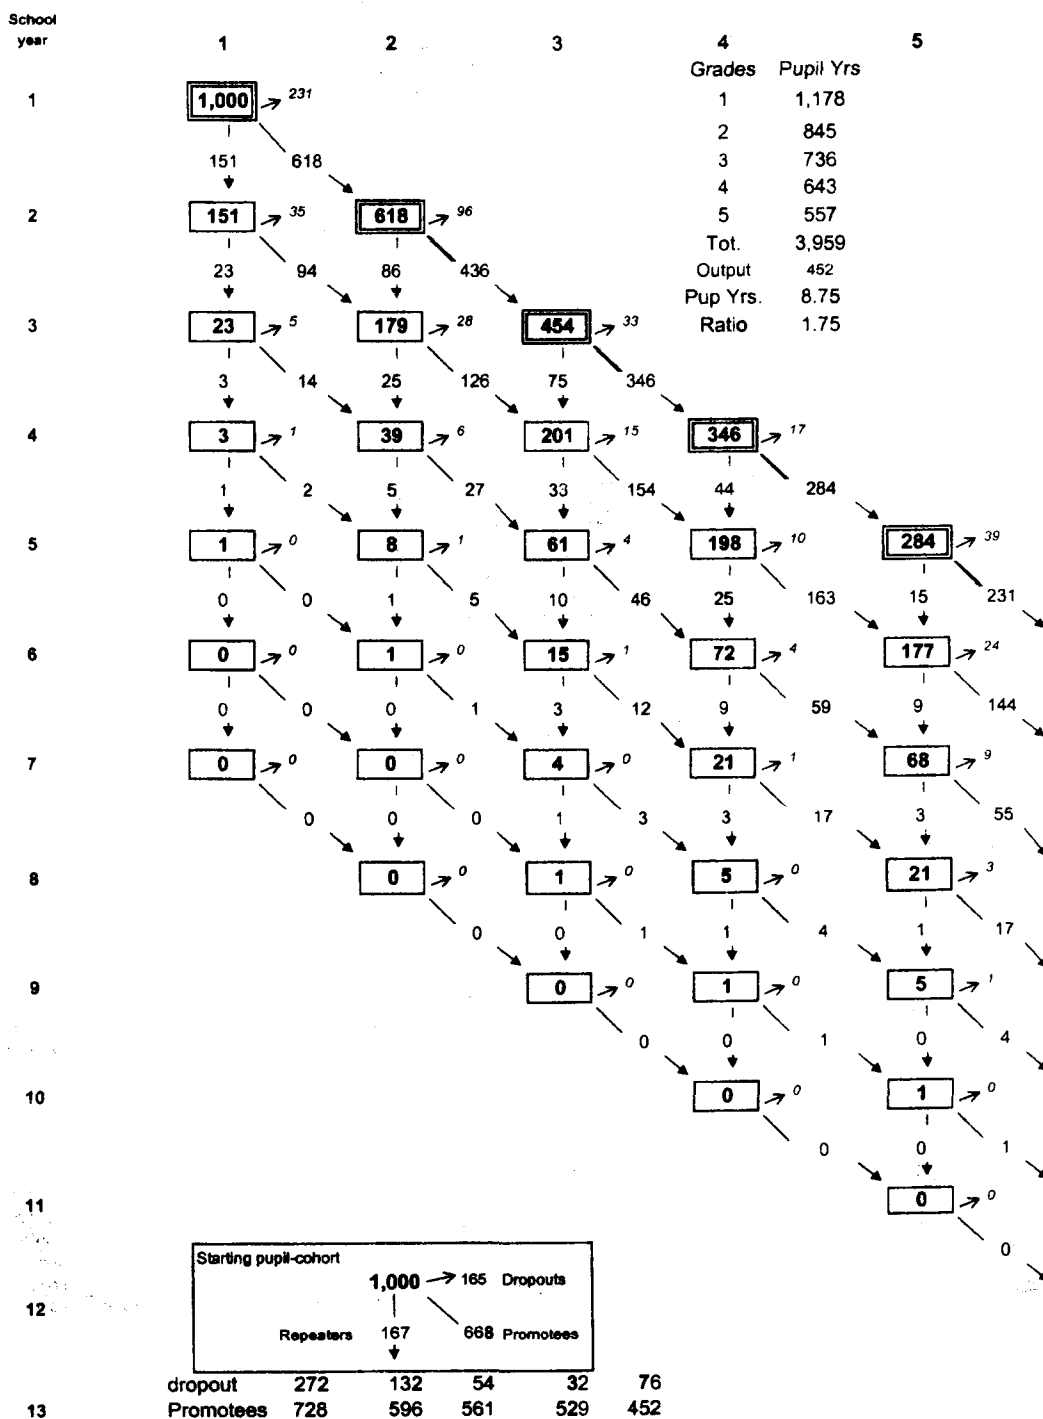 School
year
1 2 3 4 5
Grades Pupil Yrs
1 1,000 231 1 1,178
2 845
151 618 3 736
4 643
2 151 35 618 96 5 557
Tot. 3,959
23 94 86 436 Output 452
Pup Yrs. 8.75
3 23 5 179 28 454 33 Ratio 1.75
3 14 25 126 75 346
4 3 1 39 6 201 15 346 17
1 2 5 27 33 154 44 284
5 1 0 8 1 61 4 198 10 284 39
0 0 1 5 10 46 25 163 15 231
6 0 0 1 0 15 1 72 4 177 24
0 0 0 1 3 12 9 59 9 144
7 0 0 0 0 4 0 21 1 68 9
0 0 0 1 3 3 17 3 55
8 0 0 1 0 5 0 21 3
0 0 1 1 4 1 17
9 0 0 1 0 5 1
0 0 1 0 4
10 0 0 1 0
0 0 1
11 0 0
0
Starting pupil-cohort
1,000 165 Dropouts
12
Repeaters 167 668 Promotees
dropout 272 132 54 32 76
13 Promotees 728 596 561 529 452